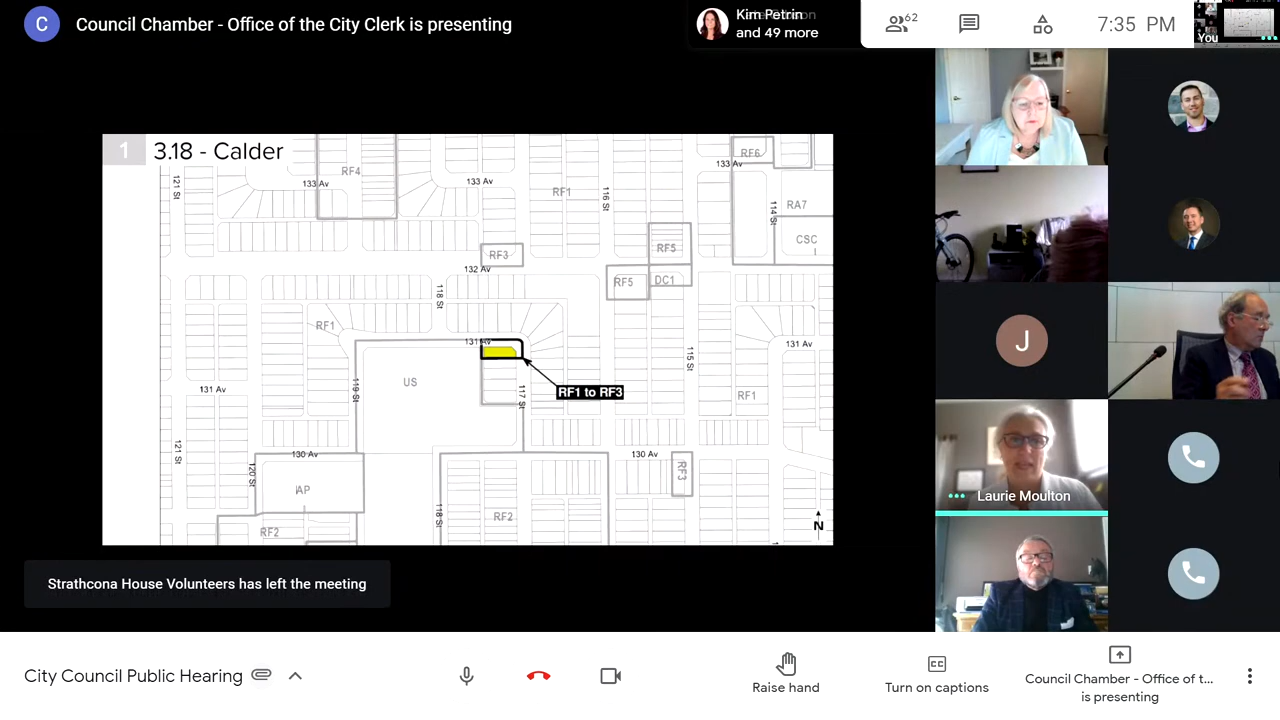 C
Council Chamber - Office of the City Clerk is presenting
Kim Petrin
and 49 more
62
7:35 PM
You
1
3.18 - Calder
RF4
RF6
133 Av
133 Av
133 Av
121 St
RF1
116 St
114 St
RA7
CSC
RF3
RF5
132 Av
RF5
DC1
118 St
RF1
131 Av
131 Av
115 St
US
RF1 to RF3
131 Av
119 St
117 St
RF1
121 St
130 Av
130 Av
120 St
AP
RF3
118 St
RF2
RF2
N
J
Laurie Moulton
Strathcona House Volunteers has left the meeting
City Council Public Hearing
Raise hand
Turn on captions
Council Chamber - Office of t...
is presenting